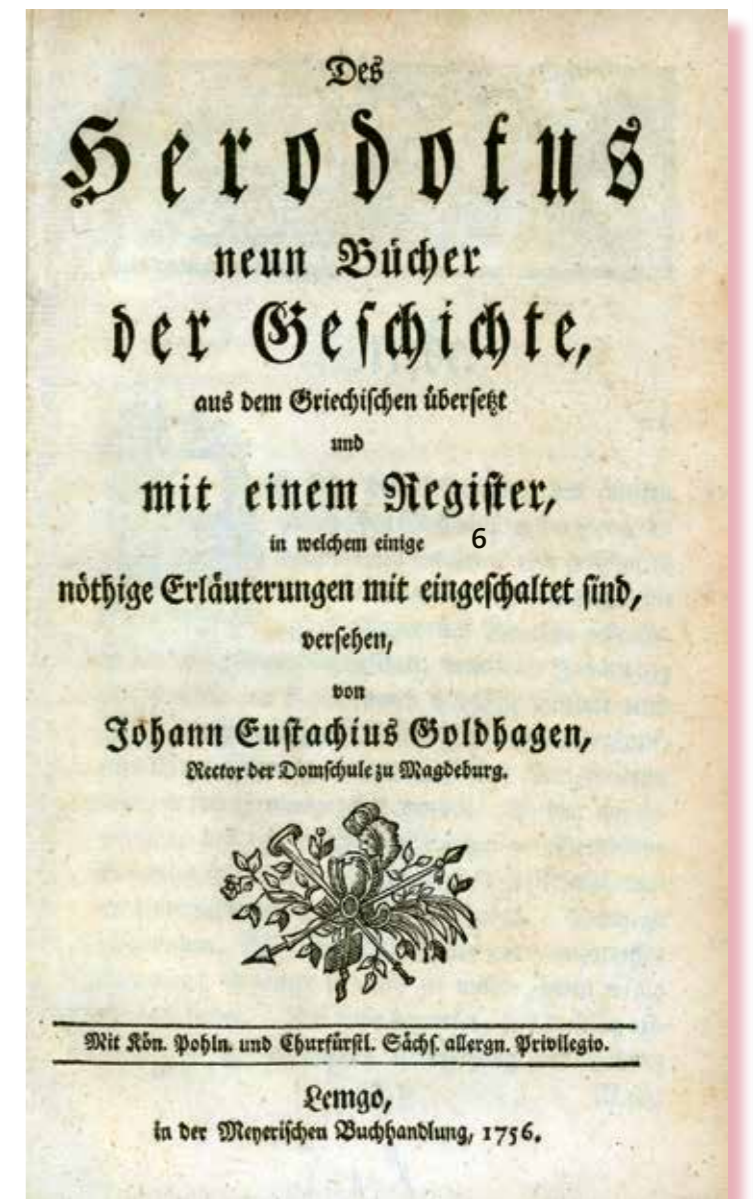 Des
Herodotus
neun Bücher
der Geschichte,
aus dem Griechischen übersetzt
und
mit einem Register,
in welchem einige 6
nöthige Erläuterungen mit eingeschaltet sind,
versehen,
von
Johann Eustachius Goldhagen,
Rector der Domschule zu Magdeburg.
Mit Kön. Pohln. und Churfürstl. Sächs. allergn. Privilegio.
Lemgo,
in der Meyerischen Buchhandlung, 1756.